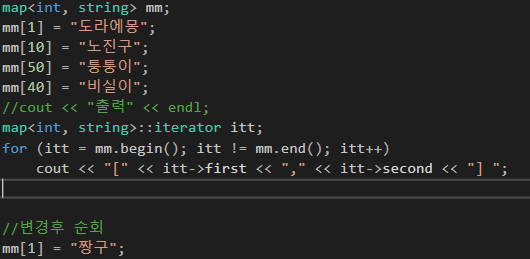 map<int, string> mm;
mm[1] = "도라에몽";
mm[10] = "노진구";
mm[50] = "퉁퉁이";
mm[40] = "비실이";
//cout << "출력" << endl;
map<int, string>::iterator itt;
for (itt = mm.begin(); itt != mm.end(); itt++)
    cout << "[" << itt->first << "," << itt->second << "] ";
//변경후 순회
mm[1] = "짱구";